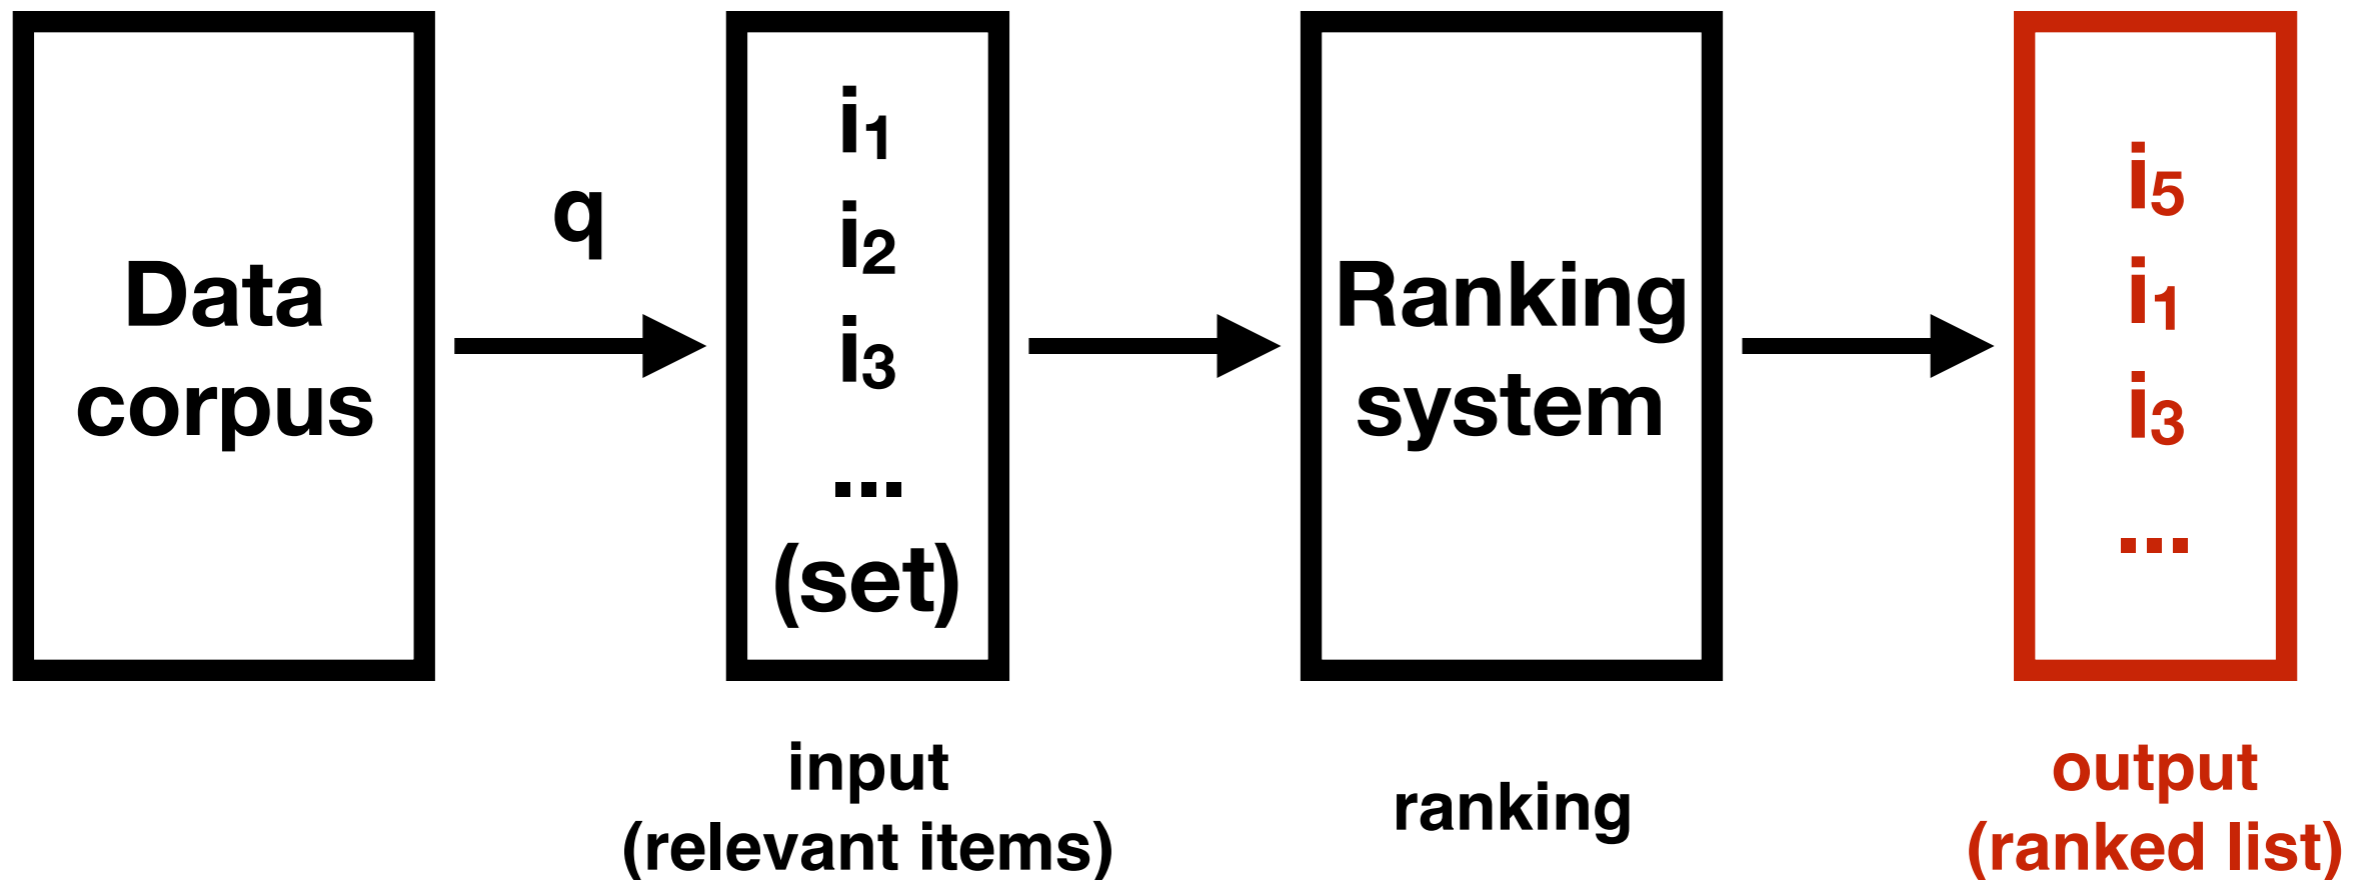 Data
corpus
q
i₁
i₂
i₃
...
(set)
input
(relevant items)
Ranking
system
ranking
i₅
i₁
i₃
...
output
(ranked list)